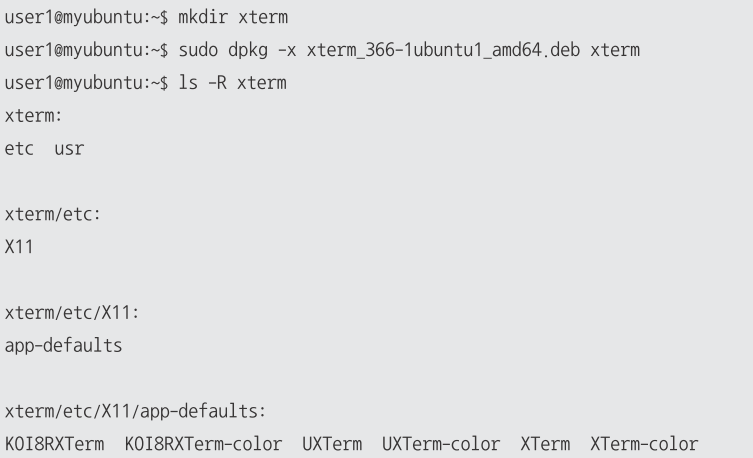 user1@myubuntu:~$ mkdir xterm
user1@myubuntu:~$ sudo dpkg -x xterm_366-1ubuntu1_amd64.deb xterm
user1@myubuntu:~$ ls -R xterm
xterm:
etc  usr

xterm/etc:
X11

xterm/etc/X11:
app-defaults

xterm/etc/X11/app-defaults:
KOI8RXTerm  KOI8RXTerm-color  UXTerm  UXTerm-color  XTerm  XTerm-color